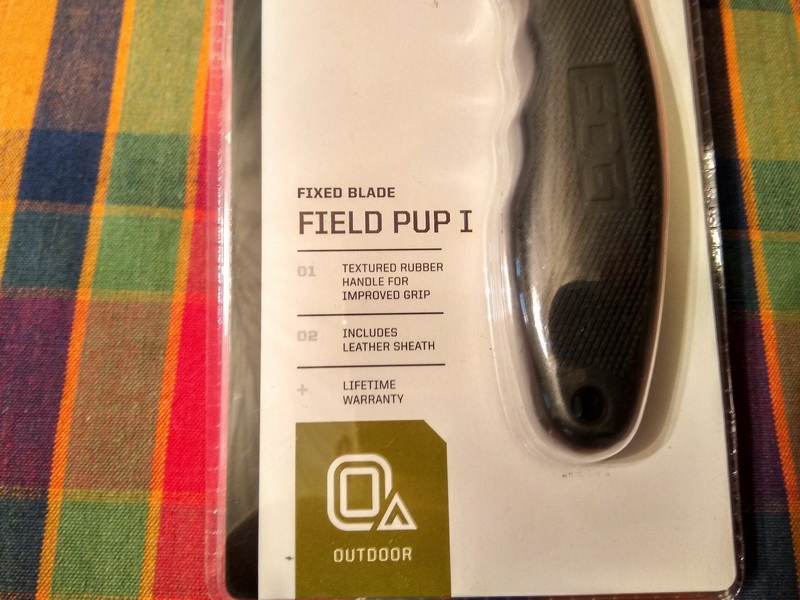 SOG
FIXED BLADE
FIELD PUP I
01 TEXTURED RUBBER
HANDLE FOR
IMPROVED GRIP
02 INCLUDES
LEATHER SHEATH
+ LIFETIME
WARRANTY
OUTDOOR